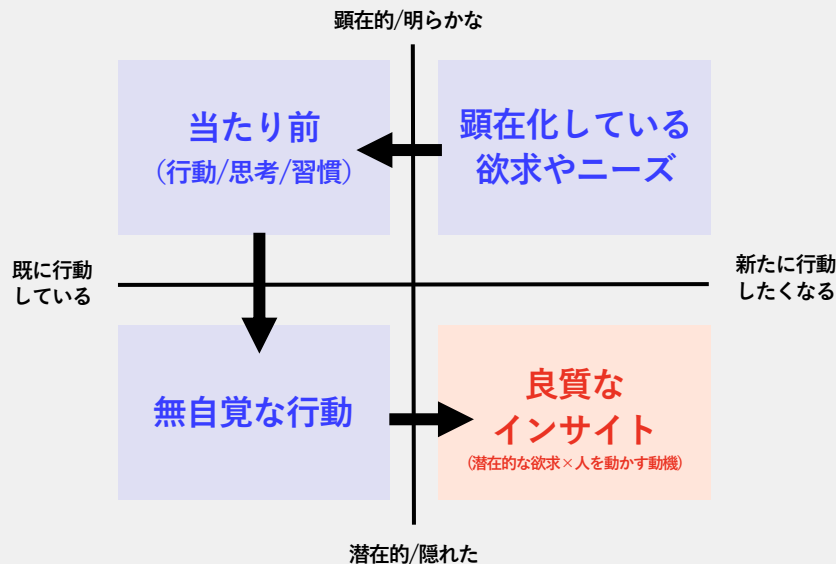 顕在的/明らかな
当たり前
（行動/思考/習慣）
顕在化している
欲求やニーズ
既に行動
している
新たに行動
したくなる
無自覚な行動
良質な
インサイト
(潜在的な欲求×人を動かす動機)
潜在的/隠れた